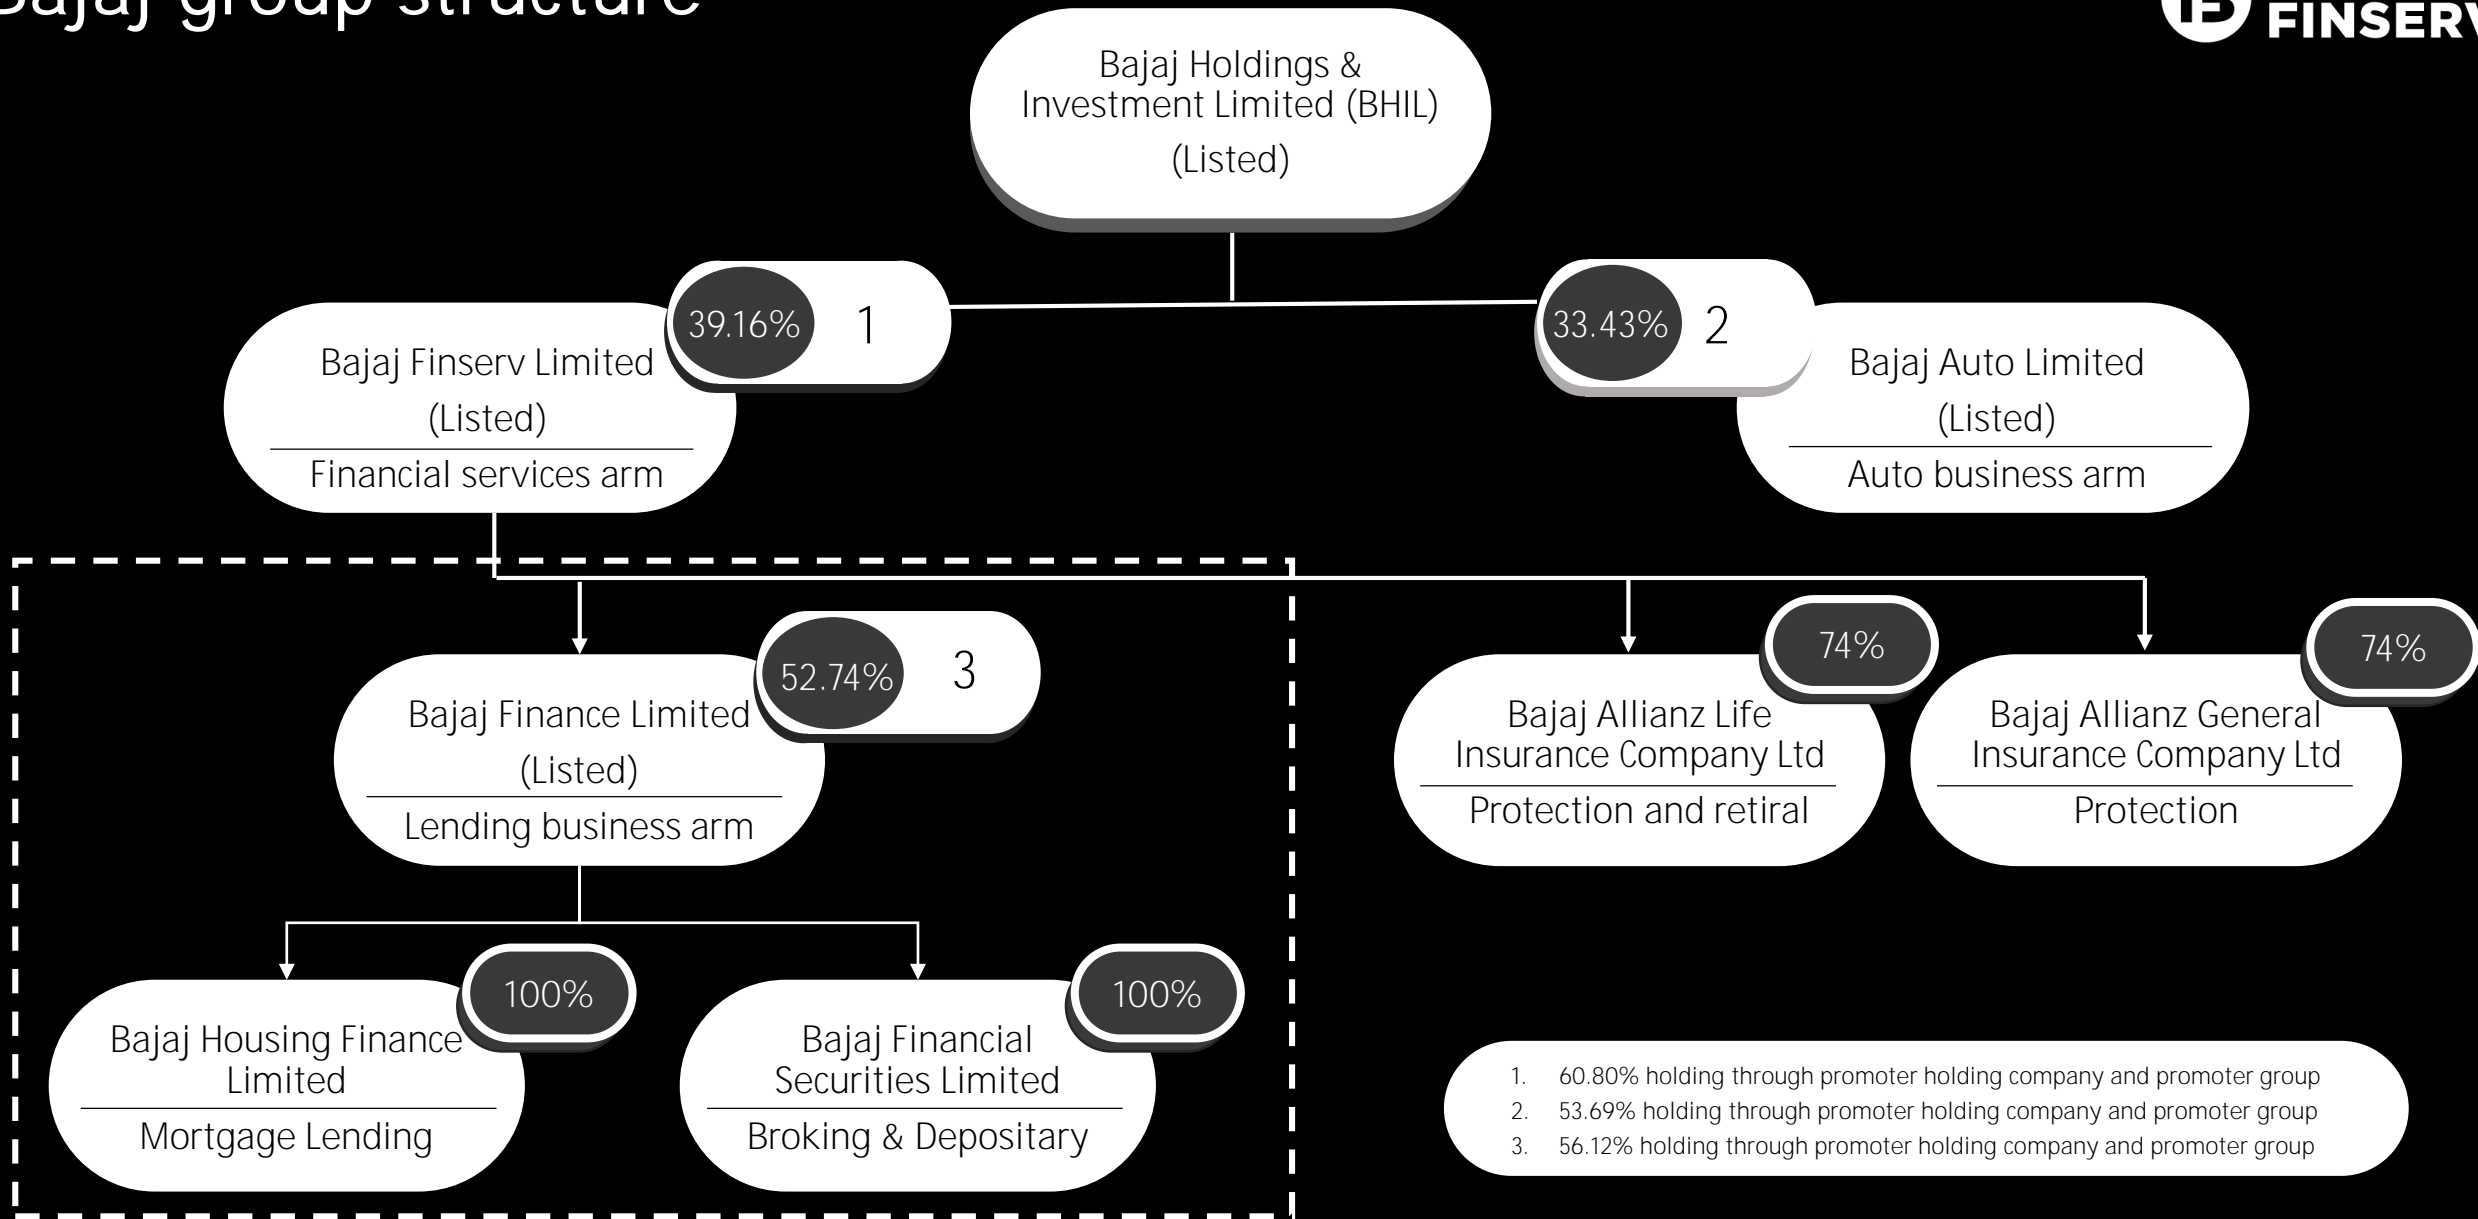 Bajaj group structure
FINSERV
Bajaj Holdings &
Investment Limited (BHIL)
(Listed)
39.16% 1
33.43% 2
Bajaj Finserv Limited
(Listed)
Financial services arm
Bajaj Auto Limited
(Listed)
Auto business arm
52.74% 3
74%
74%
Bajaj Finance Limited
(Listed)
Lending business arm
Bajaj Allianz Life
Insurance Company Ltd
Protection and retiral
Bajaj Allianz General
Insurance Company Ltd
Protection
100%
100%
Bajaj Housing Finance
Limited
Mortgage Lending
Bajaj Financial
Securities Limited
Broking & Depositary
1. 60.80% holding through promoter holding company and promoter group
2. 53.69% holding through promoter holding company and promoter group
3. 56.12% holding through promoter holding company and promoter group